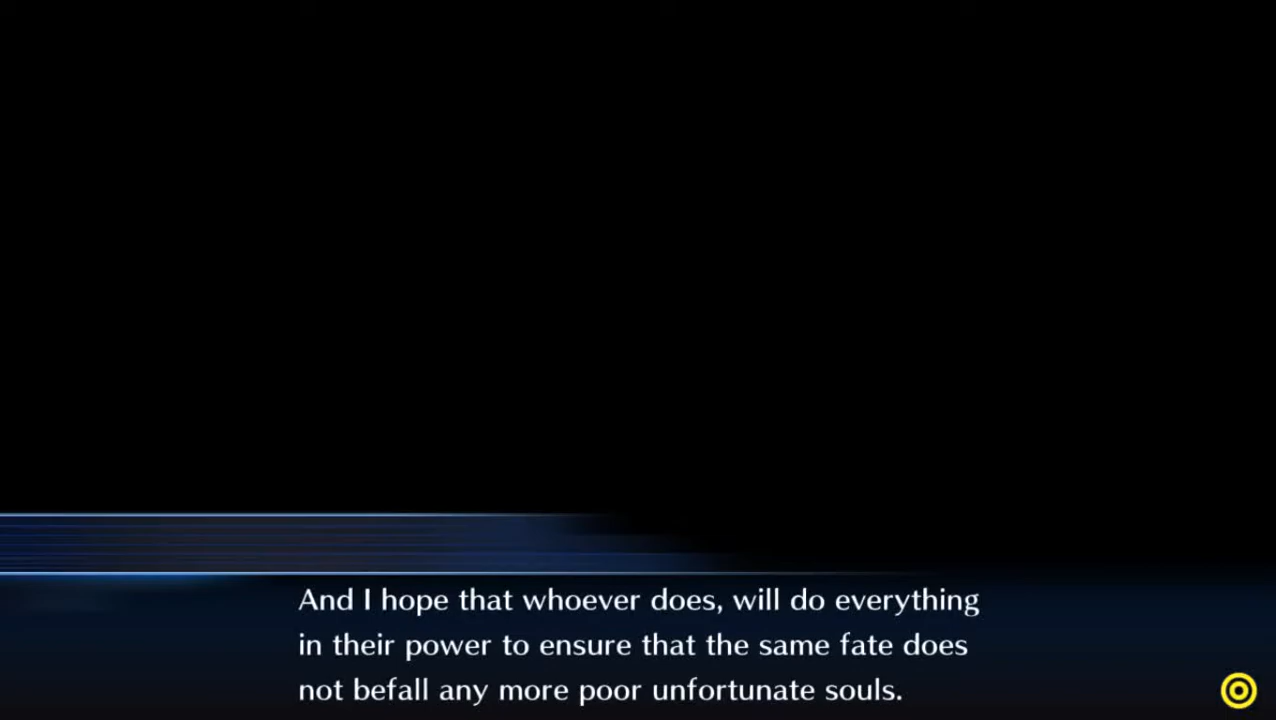 And I hope that whoever does, will do everything
in their power to ensure that the same fate does
not befall any more poor unfortunate souls.